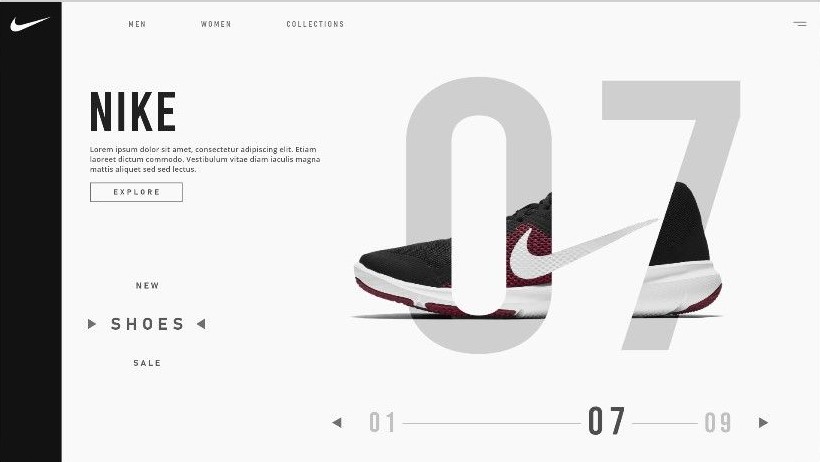 MEN WOMEN COLLECTIONS
NIKE
Lorem ipsum dolor sit amet, consectetur adipiscing elit. Etiam
laoreet dictum commodo. Vestibulum vitae diam iaculis magna
mattis aliquet sed sed lectus.
EXPLORE
07
NEW
SHOES
SALE
01 07 09